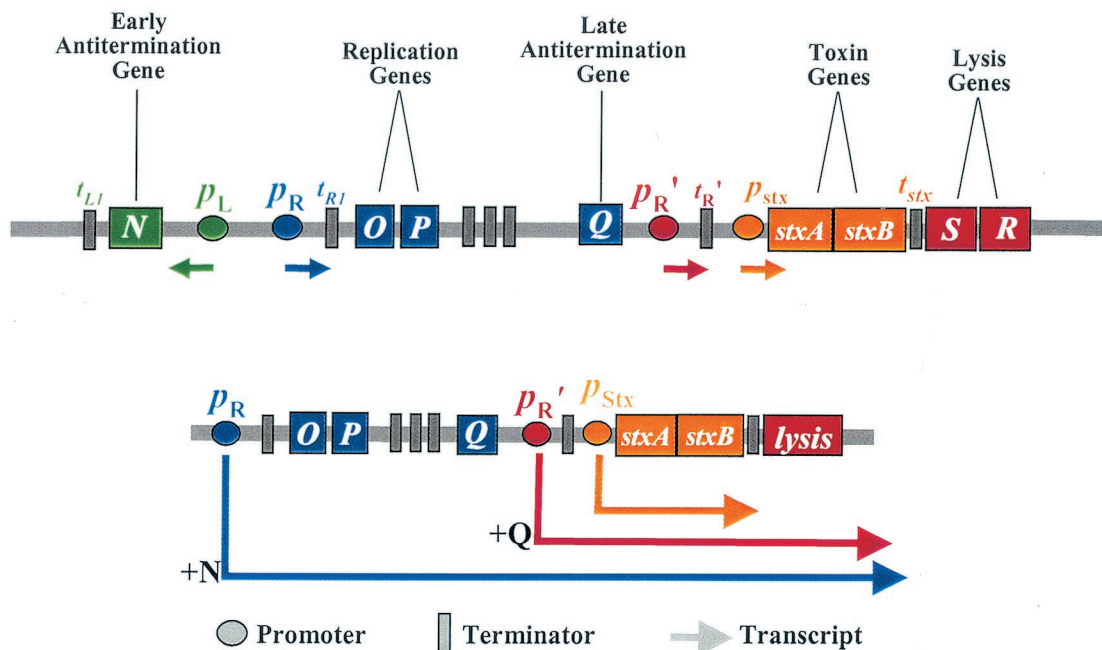 Early
Antitermination
Gene
Replication
Genes
Late
Antitermination
Gene
Toxin
Genes
Lysis
Genes
tL1 pL pR tR1 pR' tR' pstx tstx
N O P Q stxA stxB S R
pR pR' pStx
O P Q stxA stxB lysis
+Q
+N
Promoter Terminator Transcript